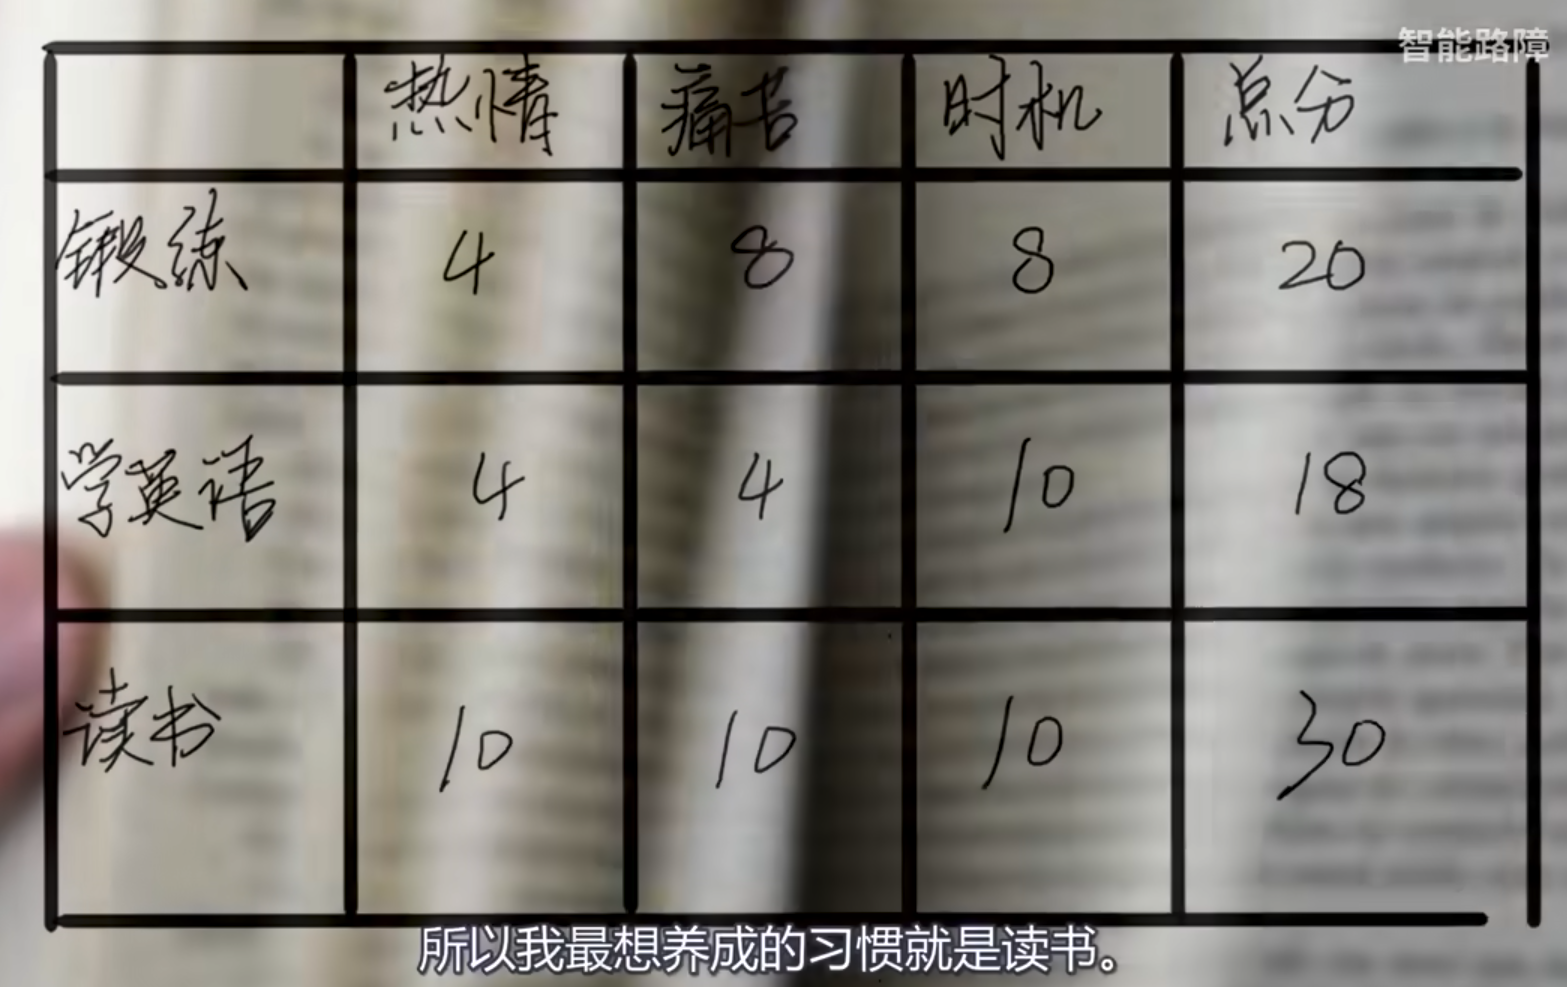 智能路障
热情 痛苦 时机 总分
锻练 4 8 8 20
学英语 4 4 10 18
读书 10 10 10 30
所以我最想养成的习惯就是读书。